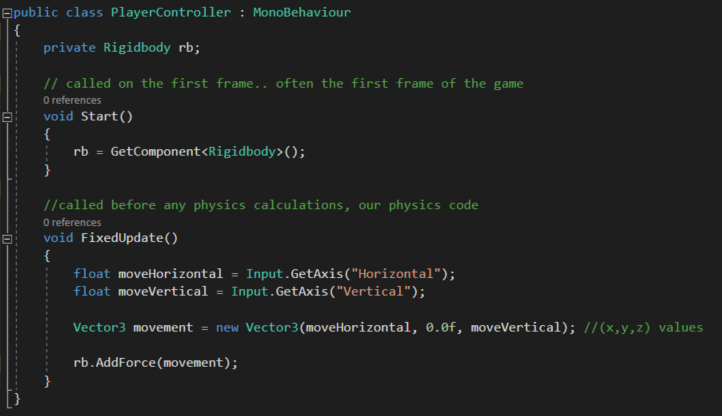 public class PlayerController : MonoBehaviour
{
private Rigidbody rb;
// called on the first frame.. often the first frame of the game
0 references
void Start()
{
rb = GetComponent<Rigidbody>();
}
//called before any physics calculations, our physics code
0 references
void FixedUpdate()
{
float moveHorizontal = Input.GetAxis("Horizontal");
float moveVertical = Input.GetAxis("Vertical");
Vector3 movement = new Vector3(moveHorizontal, 0.0f, moveVertical); //(x,y,z) values
rb.AddForce(movement);
}
}